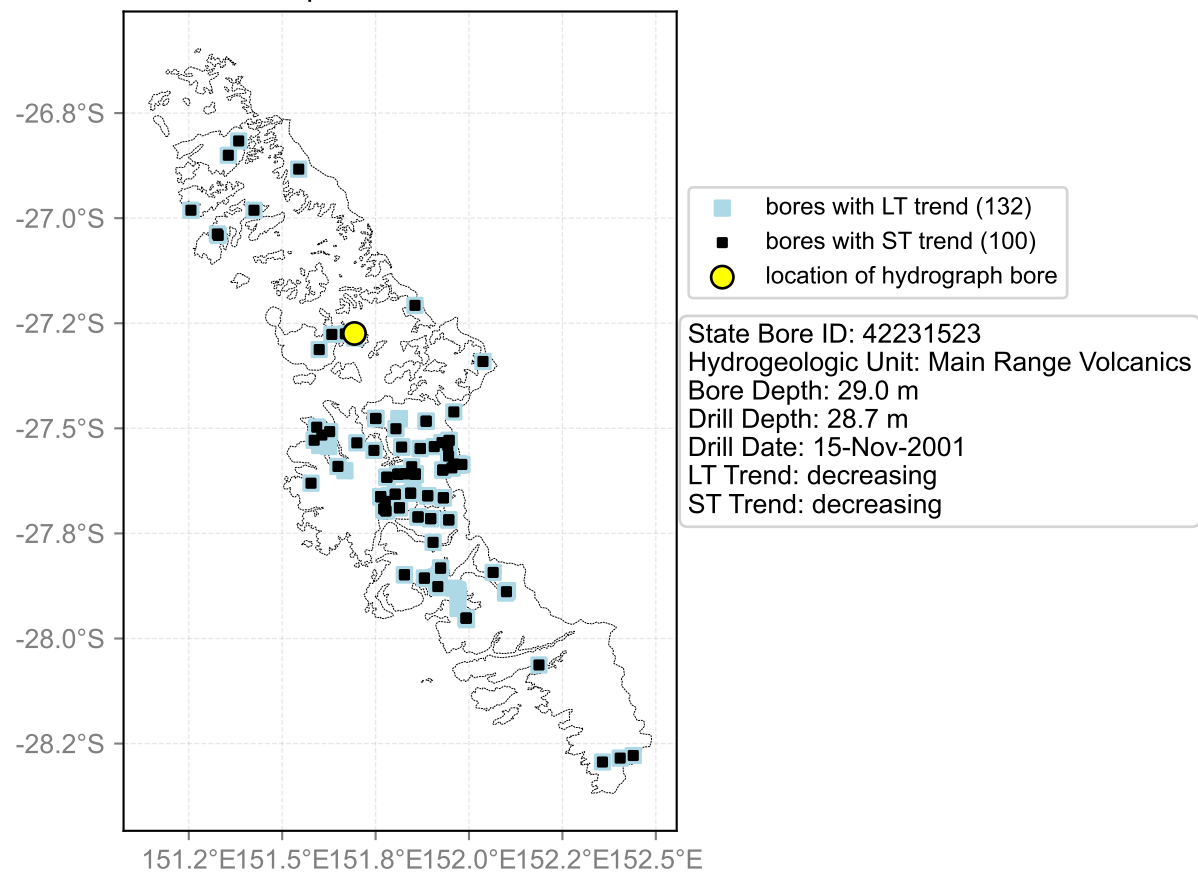 -26.8°S
-27.0°S
-27.2°S
-27.5°S
-27.8°S
-28.0°S
-28.2°S
151.2°E151.5°E151.8°E152.0°E152.2°E152.5°E
bores with LT trend (132)
bores with ST trend (100)
location of hydrograph bore
State Bore ID: 42231523
Hydrogeologic Unit: Main Range Volcanics
Bore Depth: 29.0 m
Drill Depth: 28.7 m
Drill Date: 15-Nov-2001
LT Trend: decreasing
ST Trend: decreasing